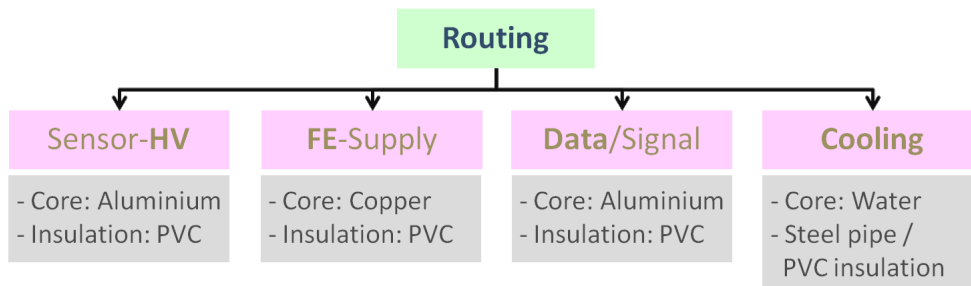 Routing
Sensor-HV
- Core: Aluminium
- Insulation: PVC
FE-Supply
- Core: Copper
- Insulation: PVC
Data/Signal
- Core: Aluminium
- Insulation: PVC
Cooling
- Core: Water
- Steel pipe /
PVC insulation